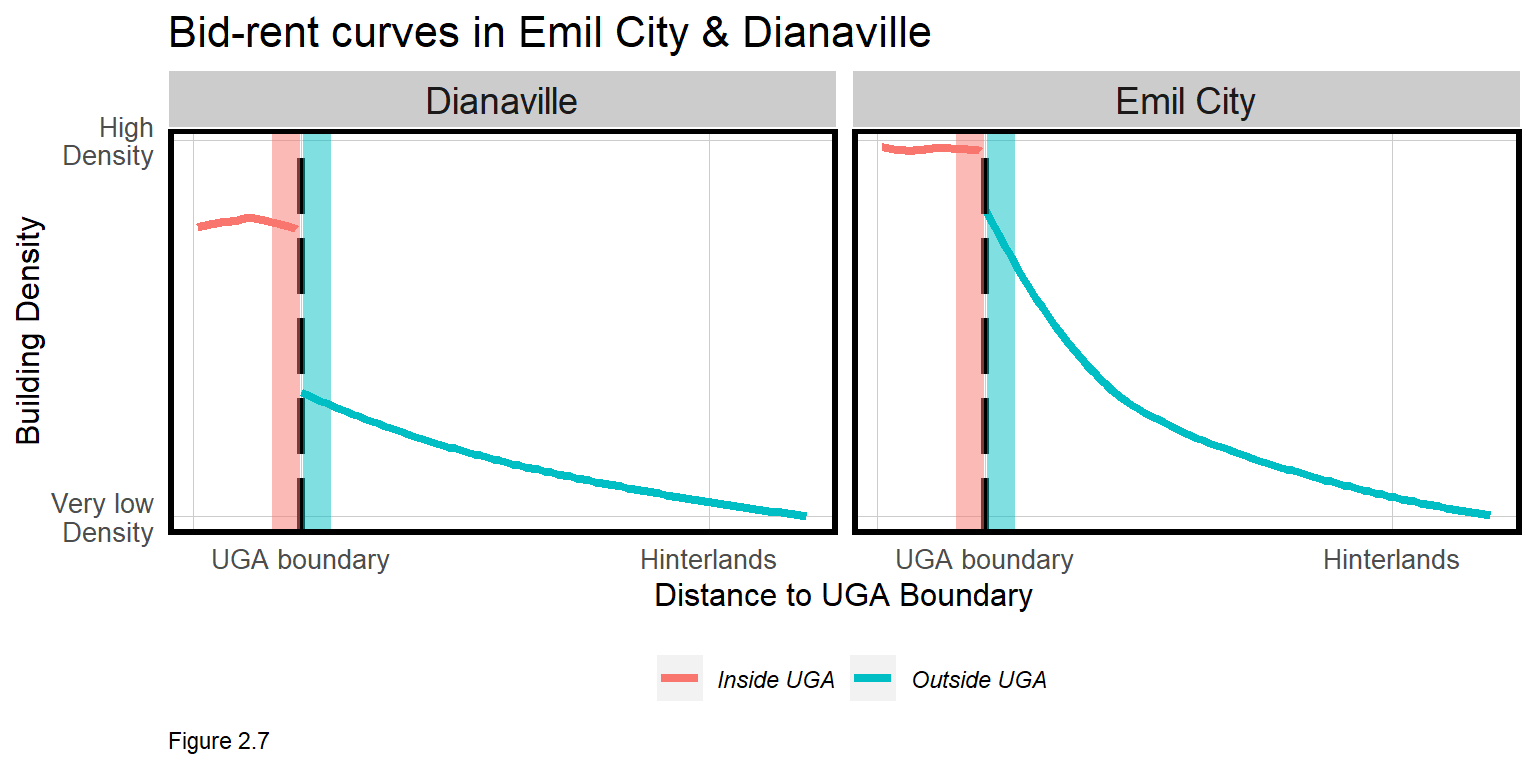 Bid-rent curves in Emil City & Dianaville
Dianaville
Emil City
High
Density
Building Density
Very low
Density
UGA boundary
Hinterlands
UGA boundary
Hinterlands
Distance to UGA Boundary
Inside UGA
Outside UGA
Figure 2.7